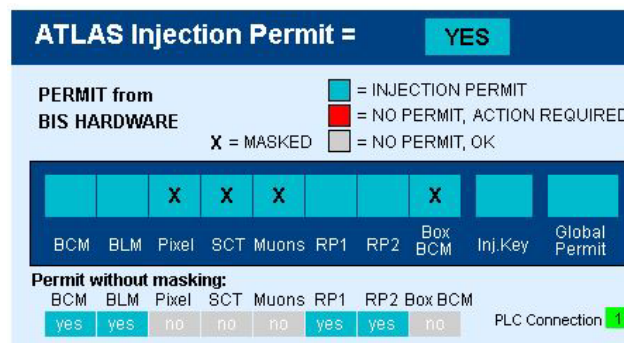 ATLAS Injection Permit = YES
PERMIT from
BIS HARDWARE
= INJECTION PERMIT
= NO PERMIT, ACTION REQUIRED
X = MASKED = NO PERMIT, OK
X X X X
BCM BLM Pixel SCT Muons RP1 RP2 Box BCM Inj.Key Global Permit
Permit without masking:
BCM BLM Pixel SCT Muons RP1 RP2 Box BCM
yes yes no no no yes yes no PLC Connection 1